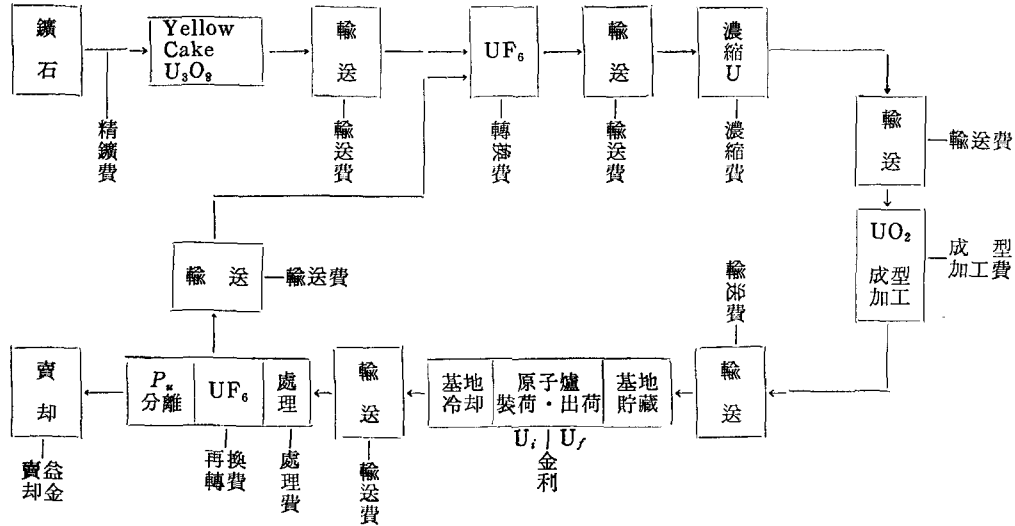 鑛石
Yellow
Cake
U₃O₈
輸送
UF₆
輸送
濃縮U
精鑛費
輸送費
轉換費
輸送費
濃縮費
輸送
輸送費
UO₂
成型
加工
成型
加工費
輸送
輸送費
輸送費
輸送
基地
貯藏
原子爐
裝荷・出荷
基地
冷却
Uᵢ
U_f
金利
輸送
輸送費
處理
UF₆
Pᵤ
分離
處理費
再轉換費
賣却
賣却益金